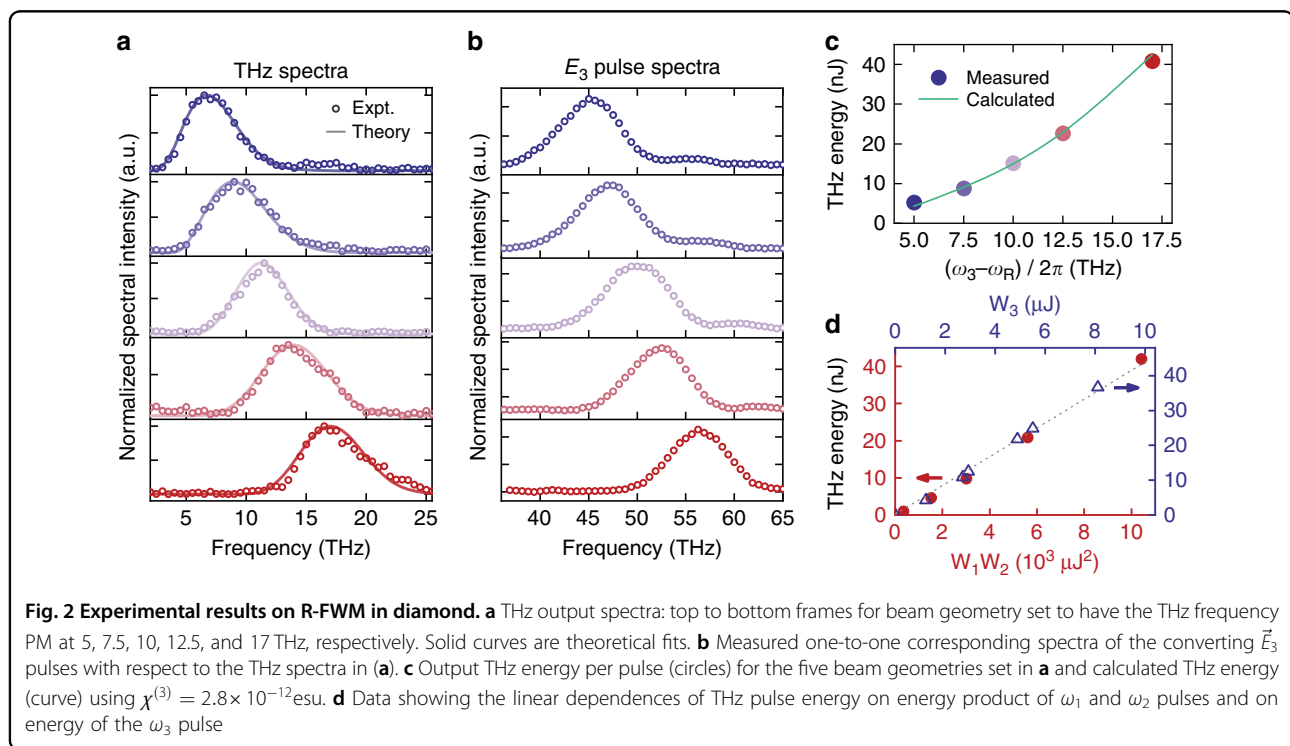 a
THz spectra
Expt.
Theory
Normalized spectral intensity (a.u.)
5 10 15 20 25
Frequency (THz)
b
E₃ pulse spectra
Normalized spectral intensity (a.u.)
40 45 50 55 60 65
Frequency (THz)
c
40
30
20
10
0
THz energy (nJ)
Measured
Calculated
5.0 7.5 10.0 12.5 15.0 17.5
(ω₃–ω_R) / 2π (THz)
d
W₃ (μJ)
0 2 4 6 8 10
40
30
20
10
0
THz energy (nJ)
40
30
20
10
0
0 2 4 6 8 10
W₁W₂ (10³ μJ²)
Fig. 2 Experimental results on R-FWM in diamond. a THz output spectra: top to bottom frames for beam geometry set to have the THz frequency
PM at 5, 7.5, 10, 12.5, and 17 THz, respectively. Solid curves are theoretical fits. b Measured one-to-one corresponding spectra of the converting E⃗₃
pulses with respect to the THz spectra in (a). c Output THz energy per pulse (circles) for the five beam geometries set in a and calculated THz energy
(curve) using χ⁽³⁾ = 2.8 × 10⁻¹²esu. d Data showing the linear dependences of THz pulse energy on energy product of ω₁ and ω₂ pulses and on
energy of the ω₃ pulse